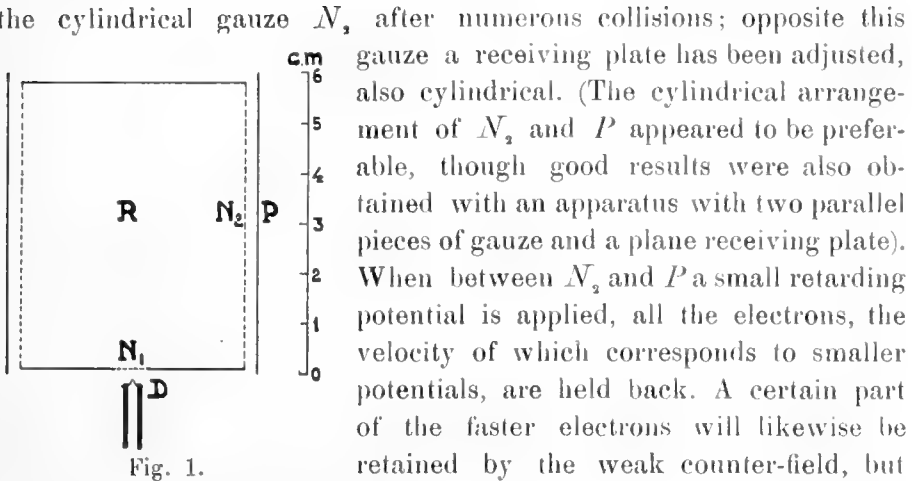 the cylindrical gauze N₂ after numerous collisions; opposite this
gauze a receiving plate has been adjusted,
also cylindrical. (The cylindrical arrange-
ment of N₂ and P appeared to be prefer-
able, though good results were also ob-
tained with an apparatus with two parallel
pieces of gauze and a plane receiving plate).
When between N₂ and P a small retarding
potential is applied, all the electrons, the
velocity of which corresponds to smaller
potentials, are held back. A certain part
of the faster electrons will likewise be
retained by the weak counter-field, but
c.m
6
5
4
3
2
1
0
R N₂ P
N₁
D
Fig. 1.